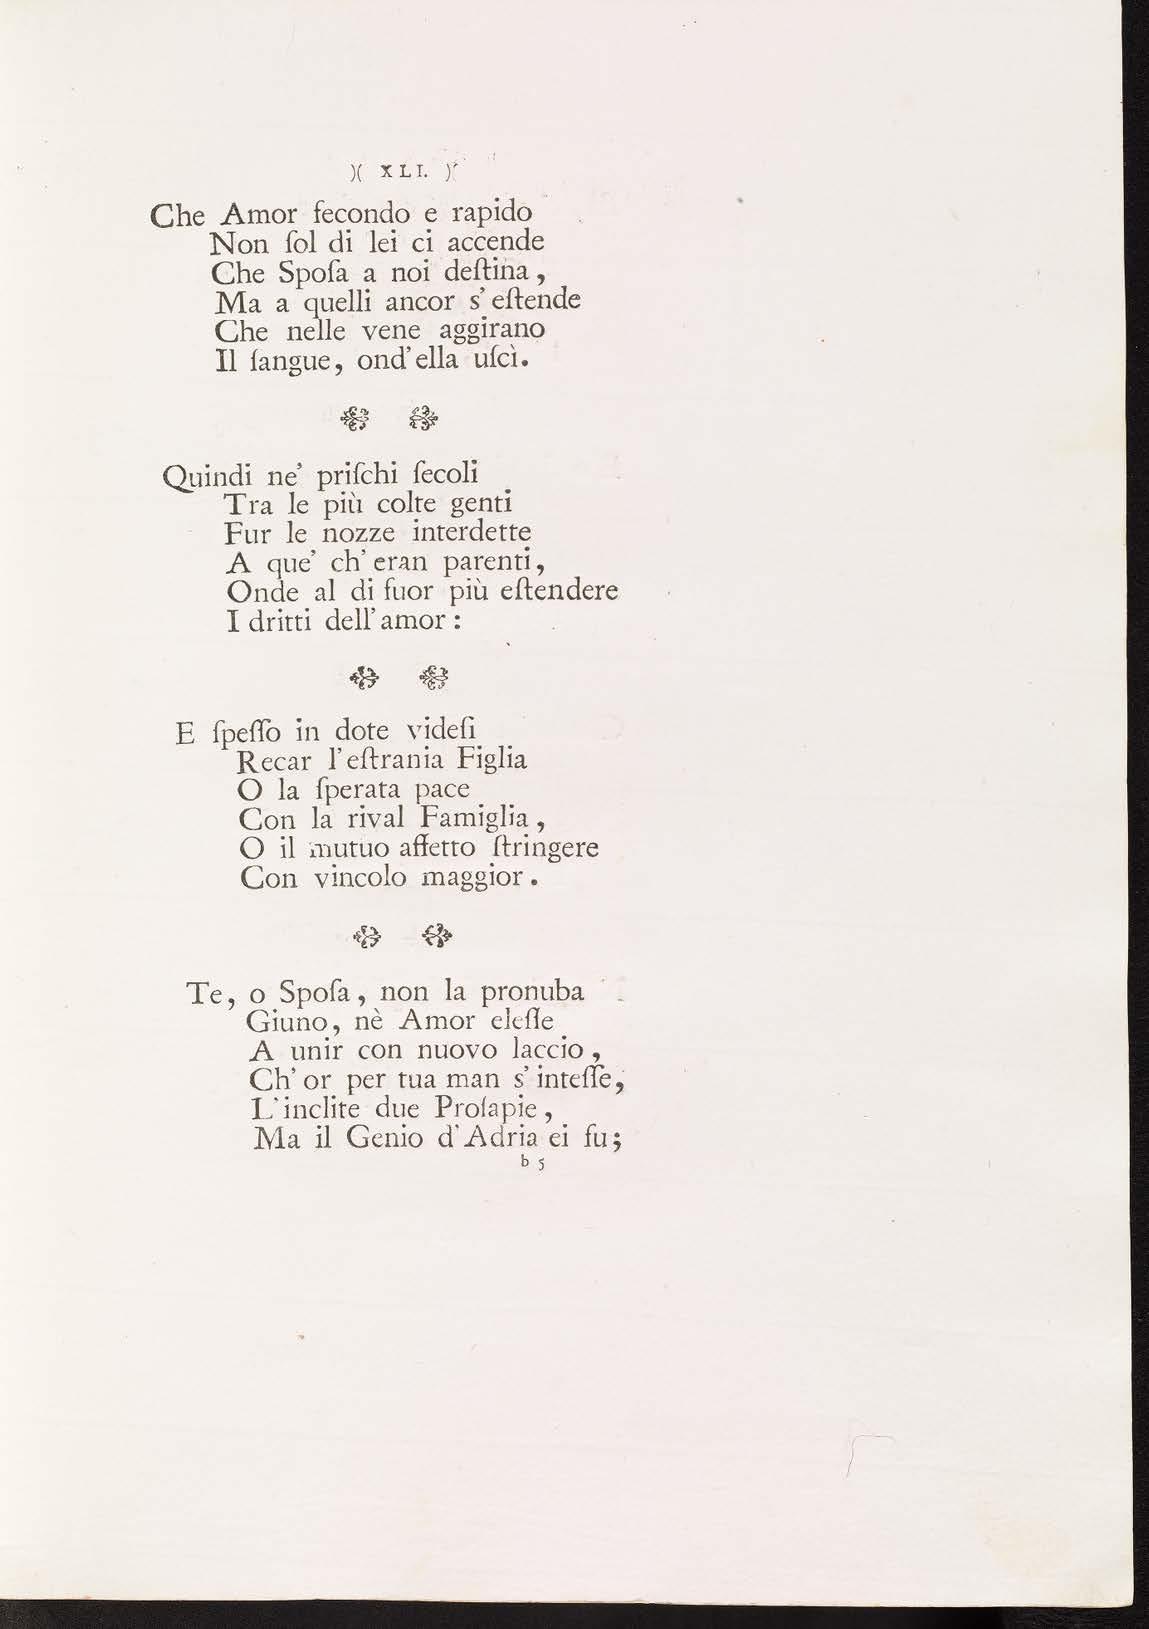 )( XLI. )(
Che Amor fecondo e rapido
Non ſol di lei ci accende
Che Spoſa a noi deſtina,
Ma a quelli ancor s' eſtende
Che nelle vene aggirano
Il ſangue, ond' ella uſcì.
Quindi ne' priſchi ſecoli
Tra le più colte genti
Fur le nozze interdette
A que' ch' eran parenti,
Onde al di fuor più eſtendere
I dritti dell' amor:
E ſpeſſo in dote videſi
Recar l' eſtrania Figlia
O la ſperata pace
Con la rival Famiglia,
O il mutuo affetto ſtringere
Con vincolo maggior.
Te, o Spoſa, non la pronuba
Giuno, nè Amor eleſſe
A unir con nuovo laccio,
Ch' or per tua man s' inteſſe,
L' inclite due Proſapie,
Ma il Genio d' Adria ei fu;
b 5